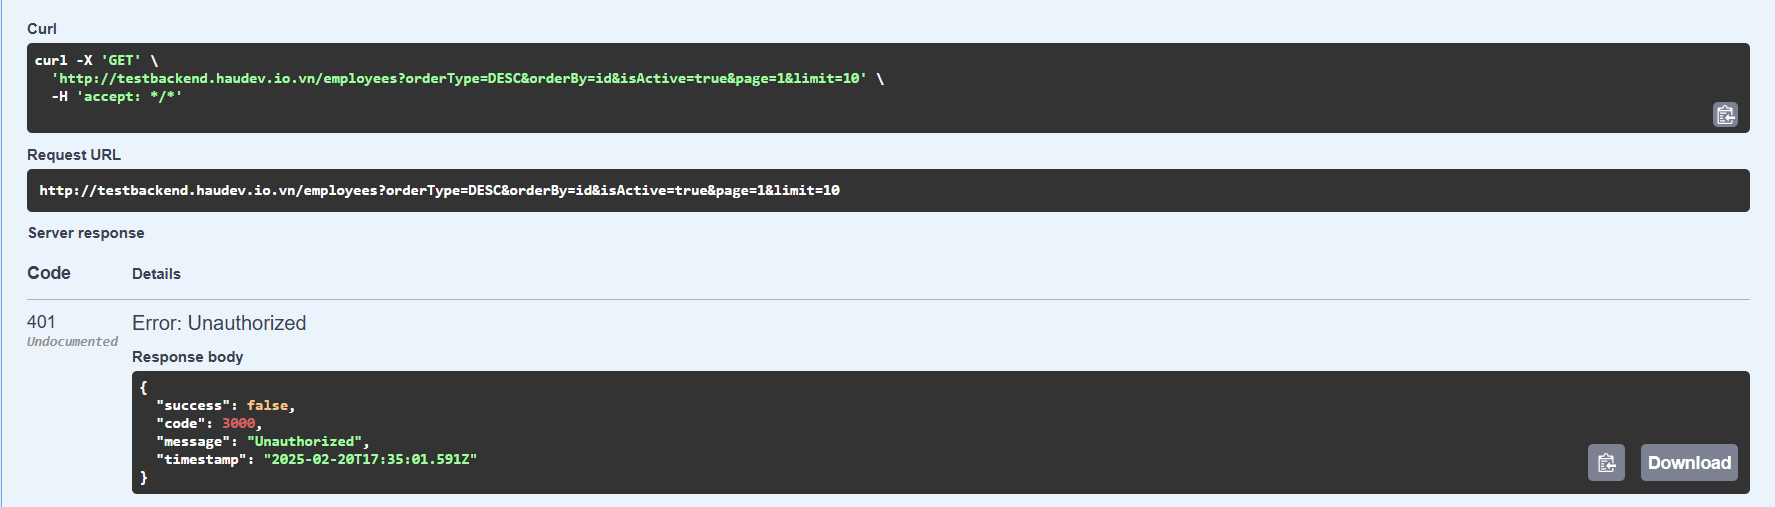 Curl
curl -X 'GET' \
  'http://testbackend.haudev.io.vn/employees?orderType=DESC&orderBy=id&isActive=true&page=1&limit=10' \
  -H 'accept: */*'
Request URL
http://testbackend.haudev.io.vn/employees?orderType=DESC&orderBy=id&isActive=true&page=1&limit=10
Server response
Code Details
401 Error: Unauthorized
Undocumented
Response body
{
  "success": false,
  "code": 3000,
  "message": "Unauthorized",
  "timestamp": "2025-02-20T17:35:01.591Z"
}
Download